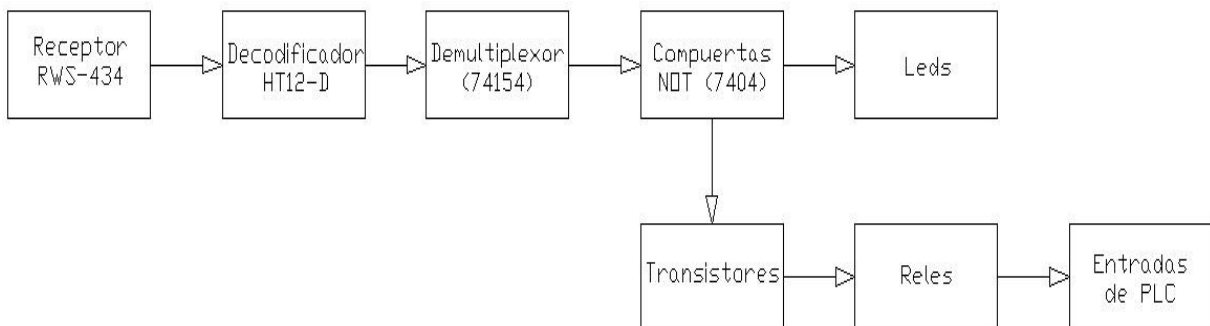 Receptor
RWS-434
Decodificador
HT12-D
Demultiplexor
(74154)
Compuertas
NOT (7404)
Leds
Transistores
Reles
Entradas
de PLC